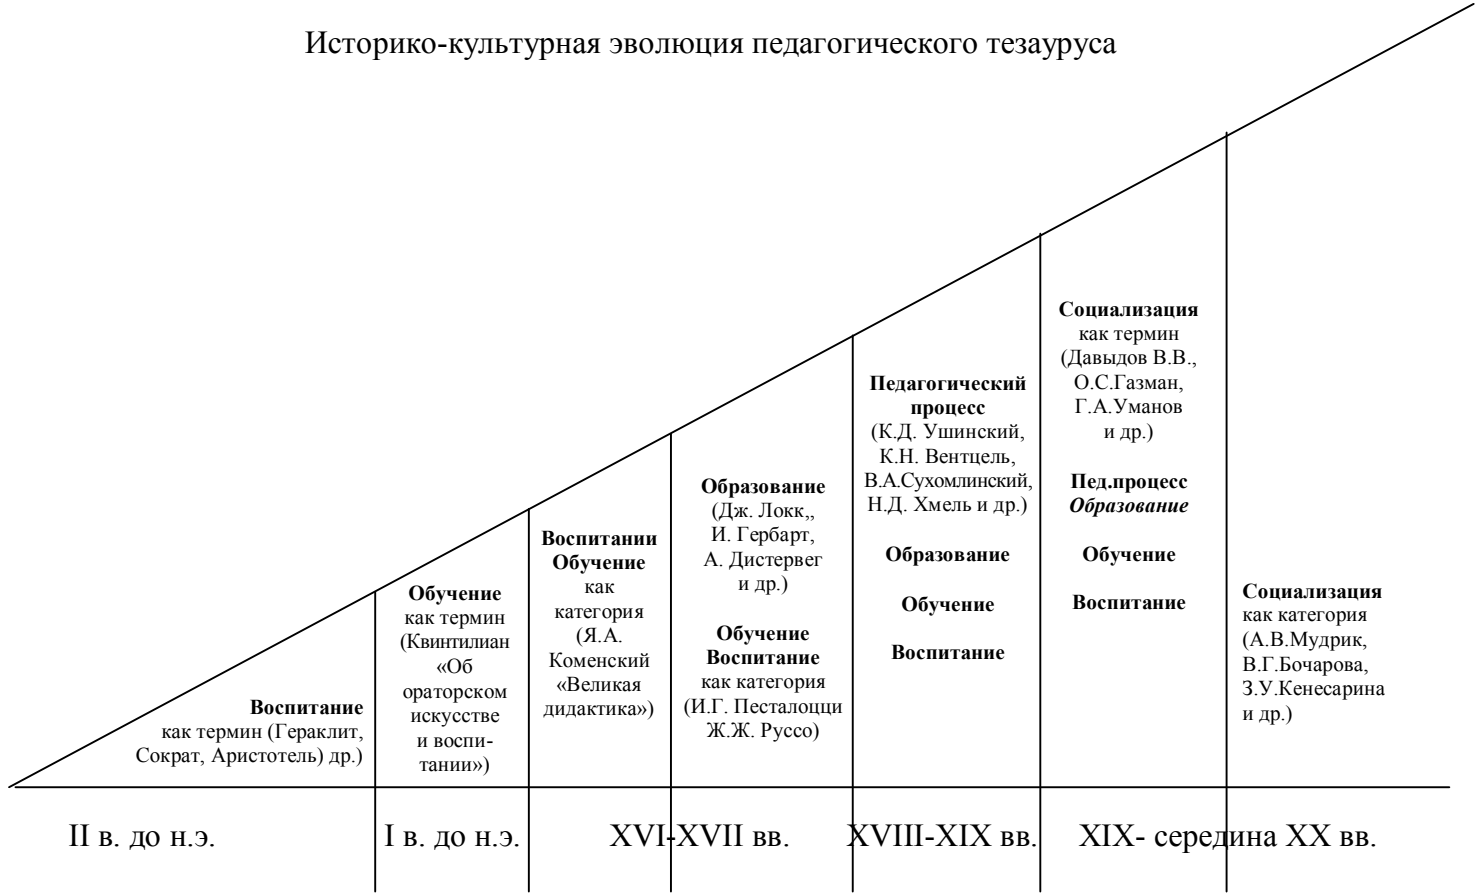 Историко-культурная эволюция педагогического тезауруса
Воспитание
как термин (Гераклит,
Сократ, Аристотель) др.)
Обучение
как термин
(Квинтилиан
«Об
ораторском
искусстве
и воспи-
тании»)
Воспитании
Обучение
как
категория
(Я.А.
Коменский
«Великая
дидактика»)
Образование
(Дж. Локк,,
И. Гербарт,
А. Дистервег
и др.)
Обучение
Воспитание
как категория
(И.Г. Песталоцци
Ж.Ж. Руссо)
Педагогический
процесс
(К.Д. Ушинский,
К.Н. Вентцель,
В.А.Сухомлинский,
Н.Д. Хмель и др.)
Образование
Обучение
Воспитание
Социализация
как термин
(Давыдов В.В.,
О.С.Газман,
Г.А.Уманов
и др.)
Пед.процесс
Образование
Обучение
Воспитание
Социализация
как категория
(А.В.Мудрик,
В.Г.Бочарова,
З.У.Кенесарина
и др.)
II в. до н.э.
I в. до н.э.
XVI-XVII вв.
XVIII-XIX вв.
XIX- середина XX вв.